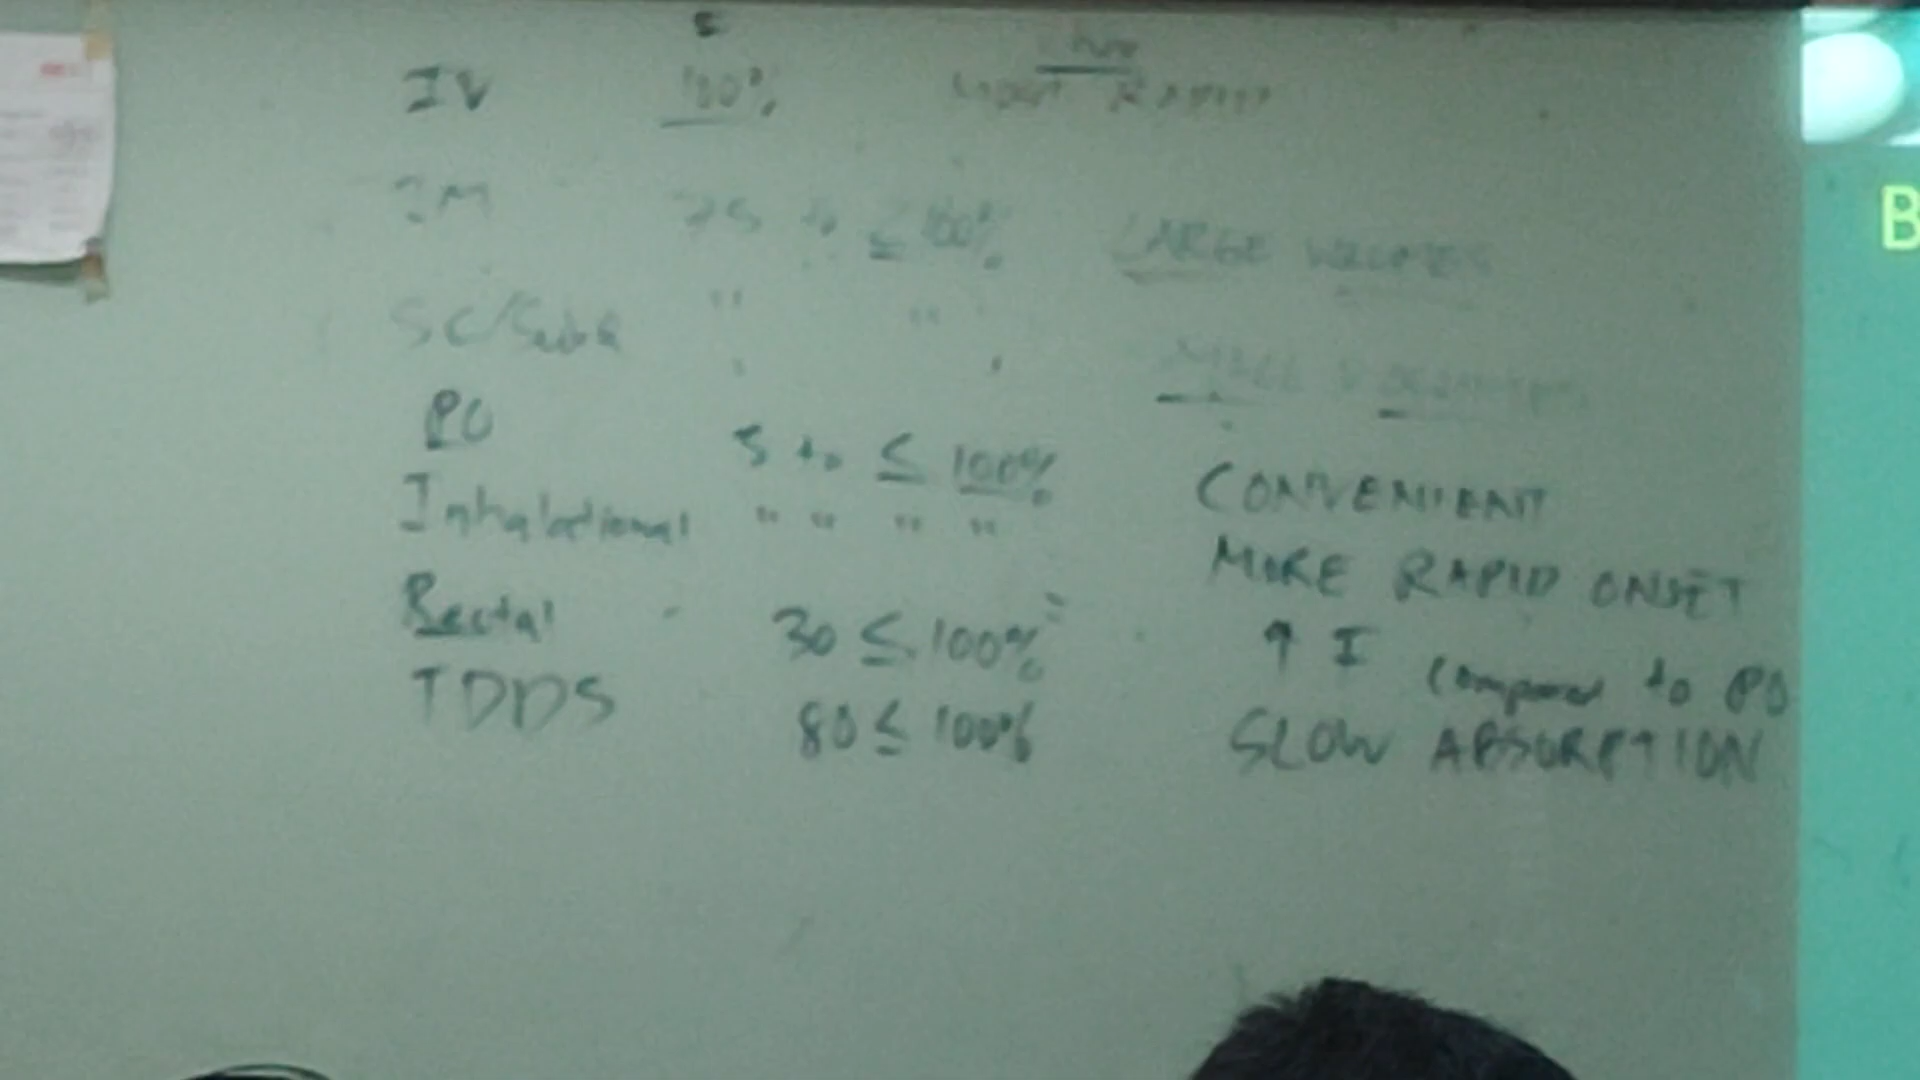 IV 100% MOST RAPID
IM 75 to ≤ 100% LARGE VOLUMES
SC/SubQ " "
PO 5 to ≤ 100% CONVENIENT
Inhalational " " " " MORE RAPID ONSET
Rectal 30 ≤ 100% ↑ I compared to PO
TDDS 80 ≤ 100% SLOW ABSORPTION
B